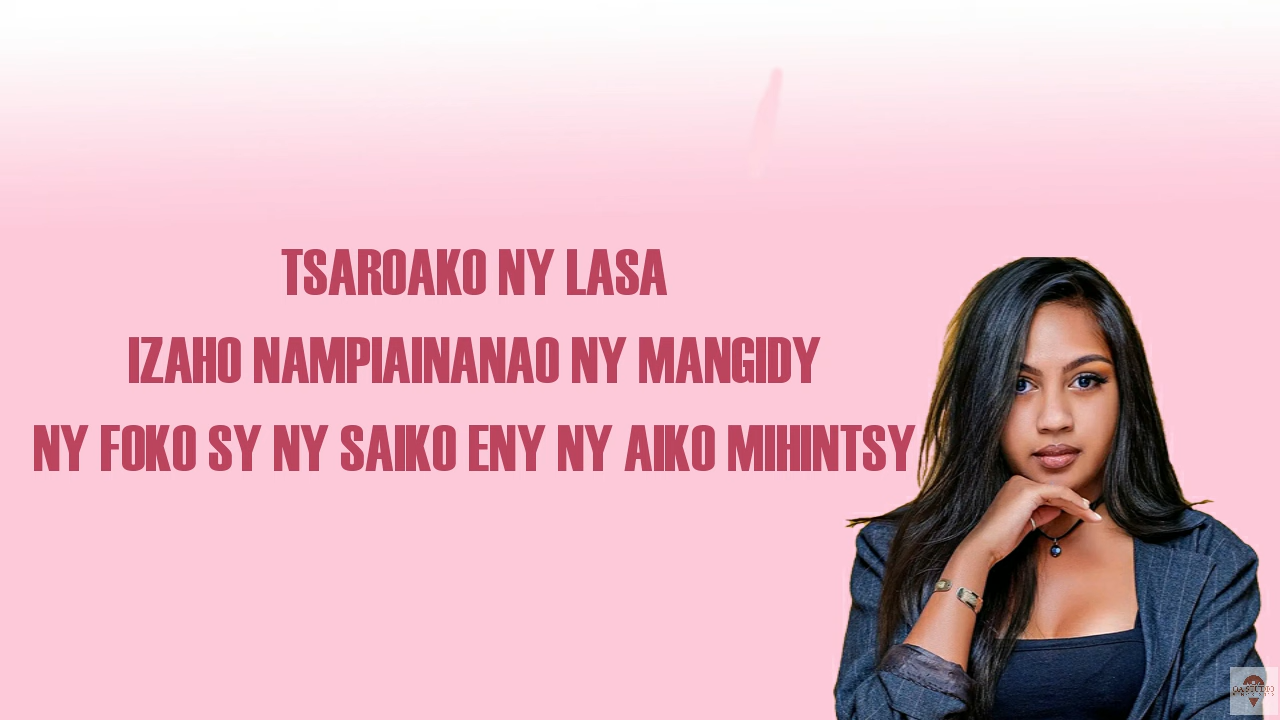 TSAROAKO NY LASA
IZAHO NAMPIAINANAO NY MANGIDY
NY FOKO SY NY SAIKO ENY NY AIKO MIHINTSY